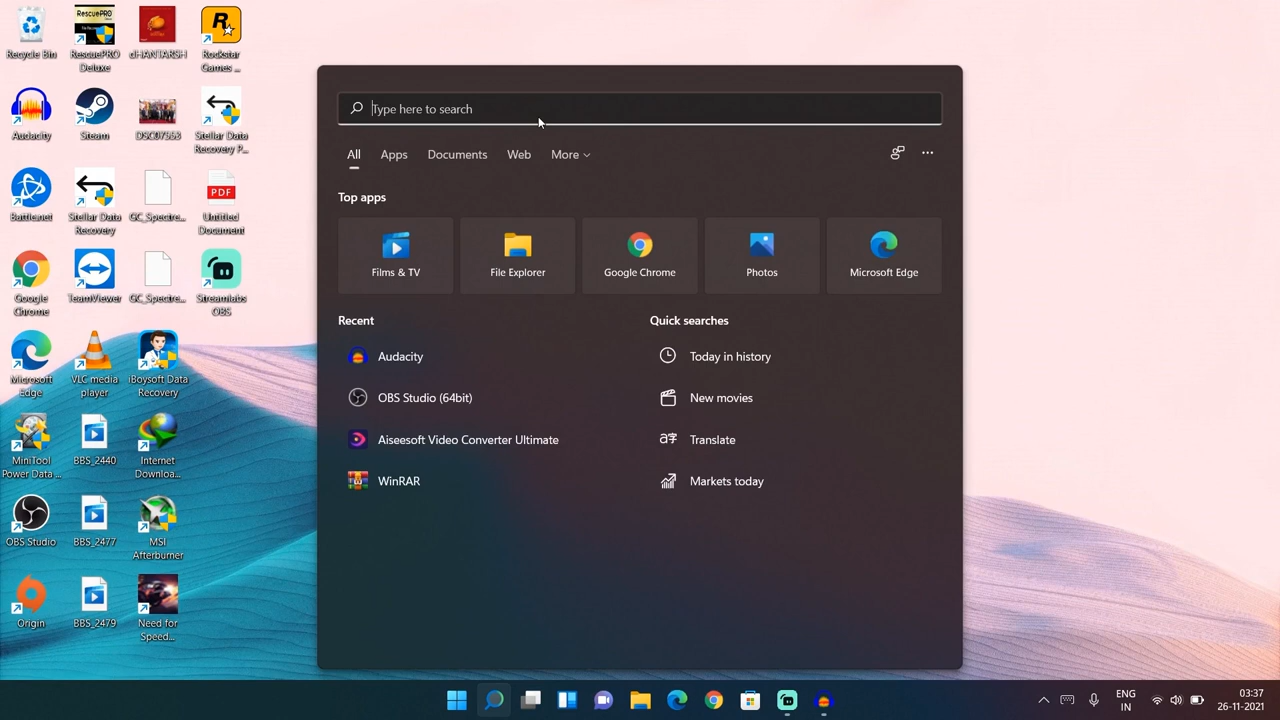 Recycle Bin
RescuePRO
Deluxe
dHANTARSH
Rockstar
Games ...
Audacity
Steam
DSC07553
Stellar Data
Recovery P...
Battle.net
Stellar Data
Recovery
GC_Spectre...
Untitled
Document
PDF
Google
Chrome
TeamViewer
GC_Spectre...
Streamlabs
OBS
Microsoft
Edge
VLC media
player
iBoysoft Data
Recovery
MiniTool
Power Data ...
BBS_2440
Internet
Downloa...
OBS Studio
BBS_2477
MSI
Afterburner
Origin
BBS_2479
Need for
Speed...
Type here to search
All Apps Documents Web More
Top apps
Films & TV
File Explorer
Google Chrome
Photos
Microsoft Edge
Recent
Audacity
OBS Studio (64bit)
Aiseesoft Video Converter Ultimate
WinRAR
Quick searches
Today in history
New movies
Translate
Markets today
ENG
IN
03:37
26-11-2021